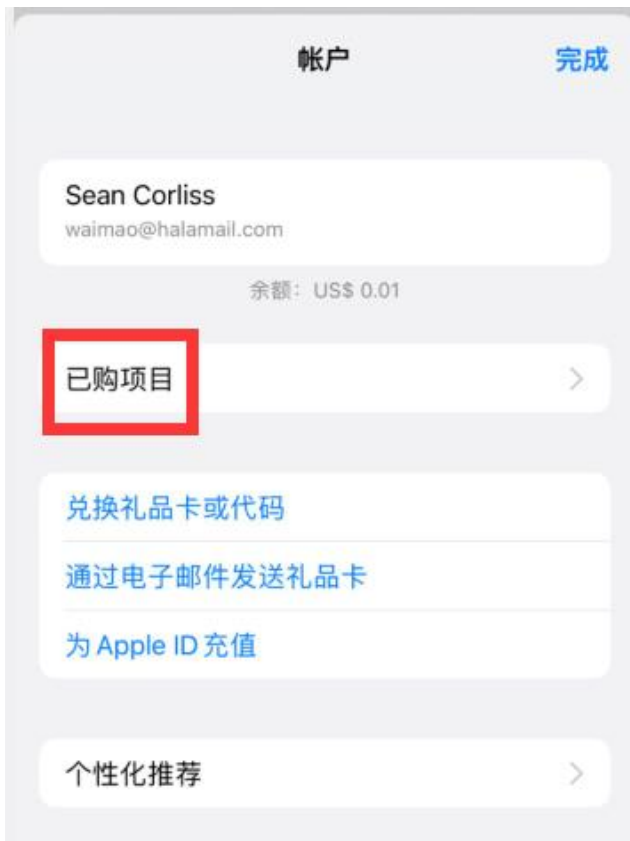 帐户
完成
Sean Corliss
waimao@halamail.com
余额：US$ 0.01
已购项目
兑换礼品卡或代码
通过电子邮件发送礼品卡
为 Apple ID 充值
个性化推荐